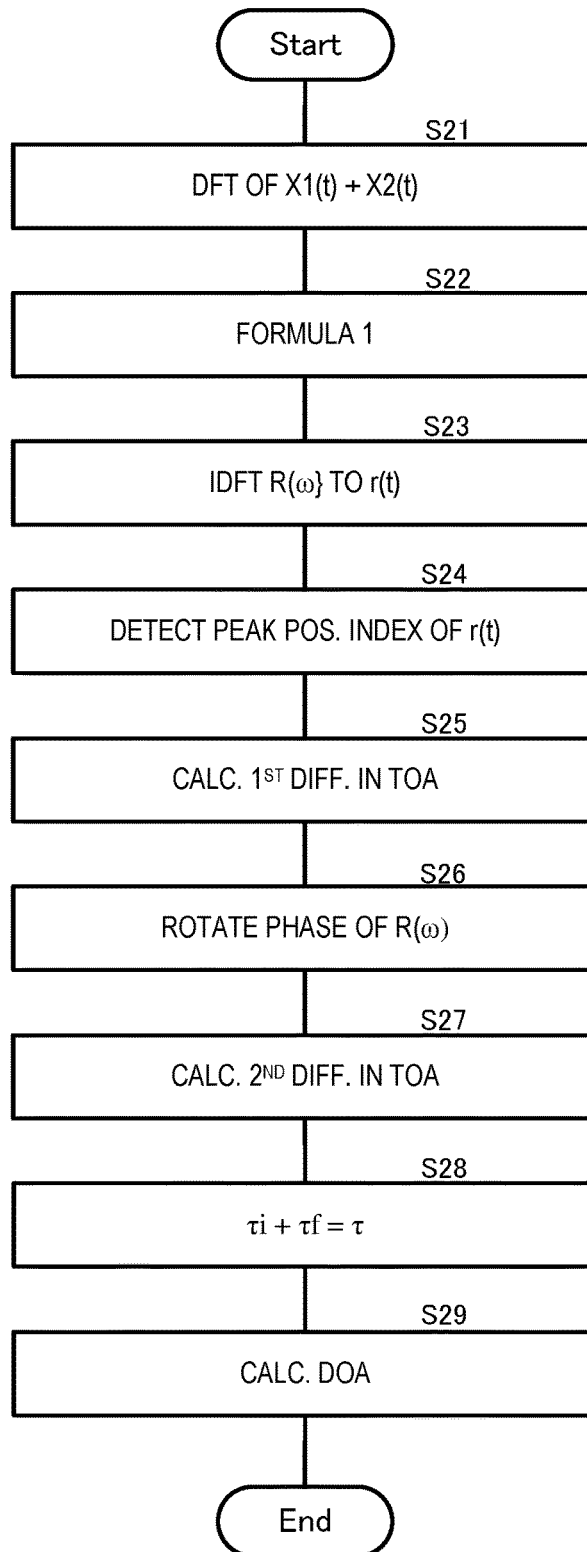 Start
S21
DFT OF X1(t) + X2(t)
S22
FORMULA 1
S23
IDFT R(ω} TO r(t)
S24
DETECT PEAK POS. INDEX OF r(t)
S25
CALC. 1ST DIFF. IN TOA
S26
ROTATE PHASE OF R(ω)
S27
CALC. 2ND DIFF. IN TOA
S28
τi + τf = τ
S29
CALC. DOA
End